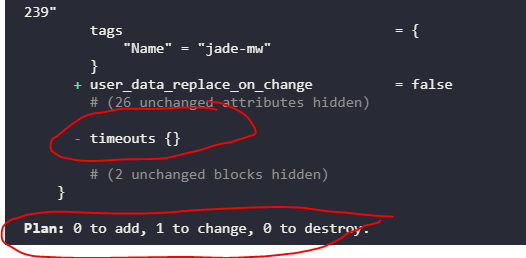 239"
tags = {
"Name" = "jade-mw"
}
+ user_data_replace_on_change = false
# (26 unchanged attributes hidden)
- timeouts {}
# (2 unchanged blocks hidden)
}
Plan: 0 to add, 1 to change, 0 to destroy.